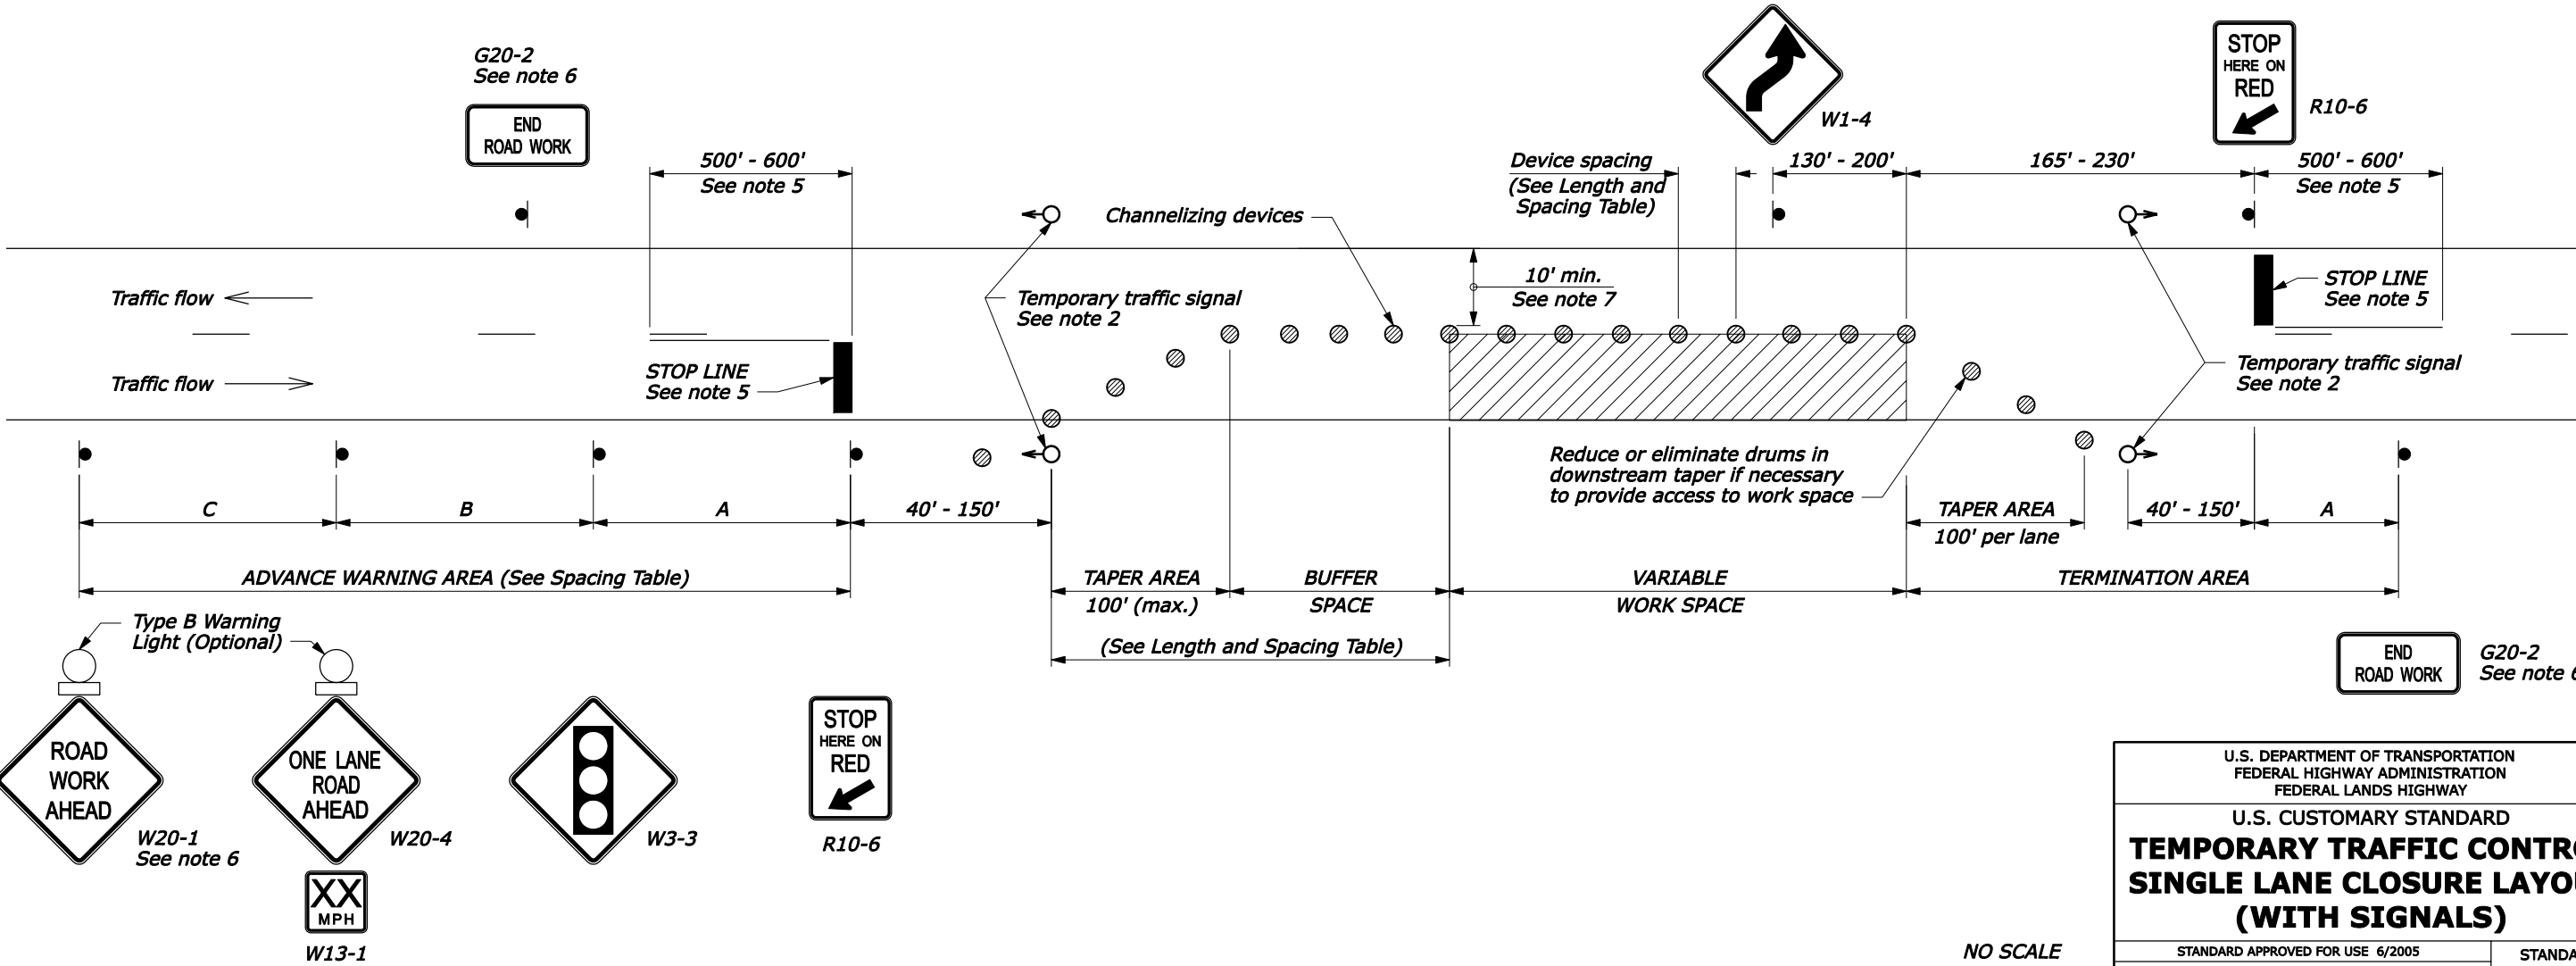 G20-2
See note 6
END
ROAD WORK
500' - 600'
See note 5
W1-4
STOP
HERE ON
RED
R10-6
Device spacing
(See Length and
Spacing Table)
130' - 200'
165' - 230'
500' - 600'
See note 5
Channelizing devices
Traffic flow
Temporary traffic signal
See note 2
10' min.
See note 7
STOP LINE
See note 5
Traffic flow
STOP LINE
See note 5
Temporary traffic signal
See note 2
Reduce or eliminate drums in
downstream taper if necessary
to provide access to work space
C
B
A
40' - 150'
TAPER AREA
100' per lane
40' - 150'
A
ADVANCE WARNING AREA (See Spacing Table)
TAPER AREA
100' (max.)
BUFFER
SPACE
VARIABLE
WORK SPACE
TERMINATION AREA
(See Length and Spacing Table)
Type B Warning
Light (Optional)
END
ROAD WORK
G20-2
See note 6
ROAD
WORK
AHEAD
W20-1
See note 6
ONE LANE
ROAD
AHEAD
W20-4
XX
MPH
W13-1
W3-3
STOP
HERE ON
RED
R10-6
NO SCALE
U.S. DEPARTMENT OF TRANSPORTATION
FEDERAL HIGHWAY ADMINISTRATION
FEDERAL LANDS HIGHWAY
U.S. CUSTOMARY STANDARD
TEMPORARY TRAFFIC CONTRO
SINGLE LANE CLOSURE LAYOU
(WITH SIGNALS)
STANDARD APPROVED FOR USE 6/2005
STANDA